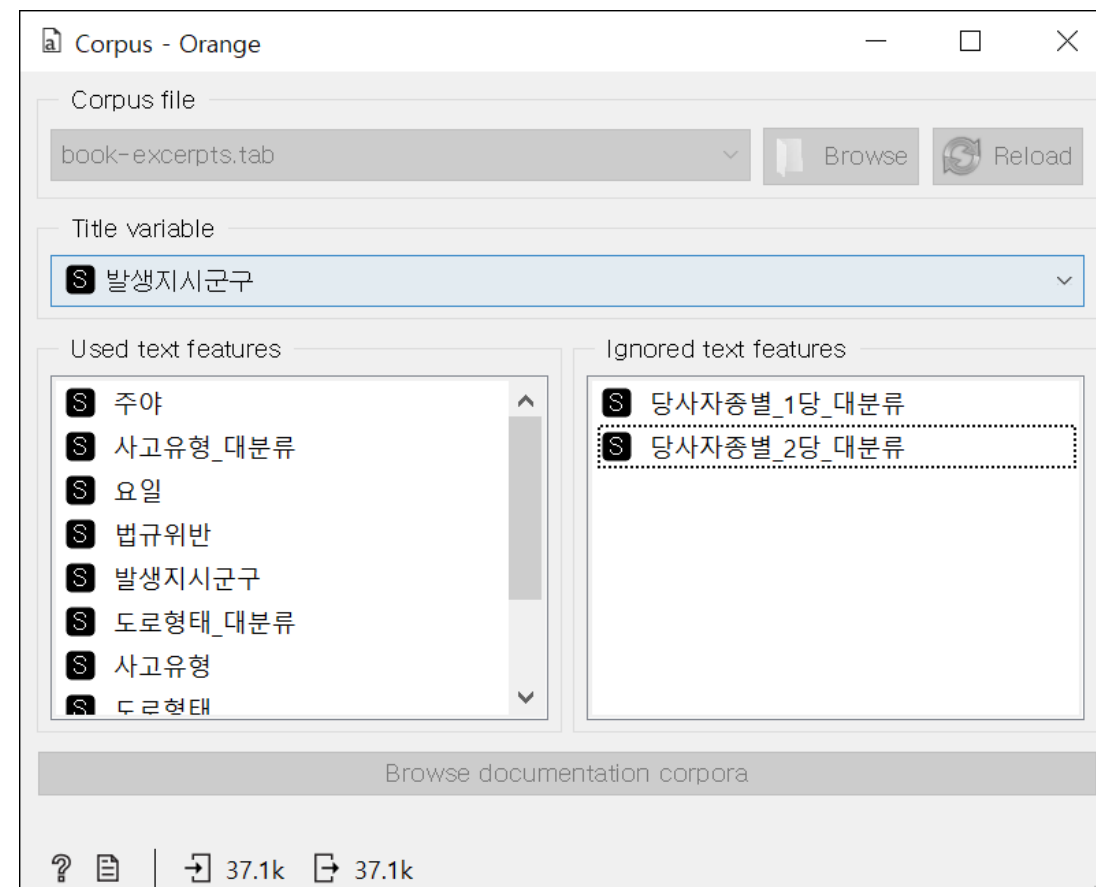 Corpus - Orange
Corpus file
book-excerpts.tab
Browse
Reload
Title variable
S 발생지시군구
Used text features
S 주야
S 사고유형_대분류
S 요일
S 법규위반
S 발생지시군구
S 도로형태_대분류
S 사고유형
S 도로형태
Ignored text features
S 당사자종별_1당_대분류
S 당사자종별_2당_대분류
Browse documentation corpora
? 37.1k 37.1k